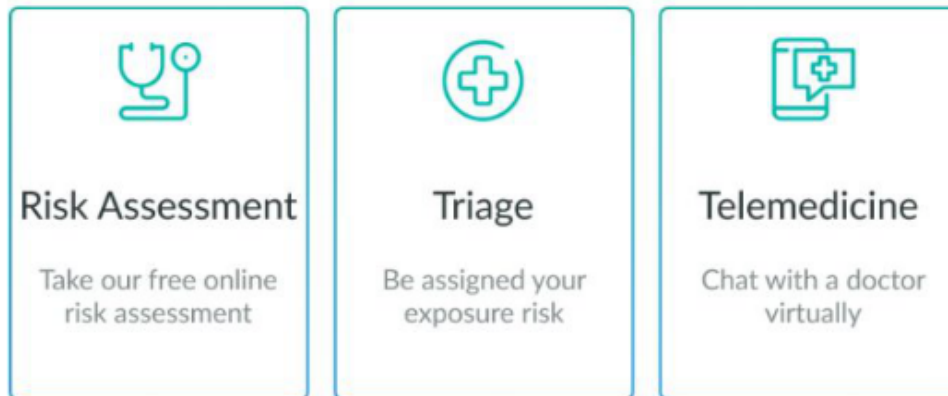 Risk Assessment
Take our free online
risk assessment
Triage
Be assigned your
exposure risk
Telemedicine
Chat with a doctor
virtually